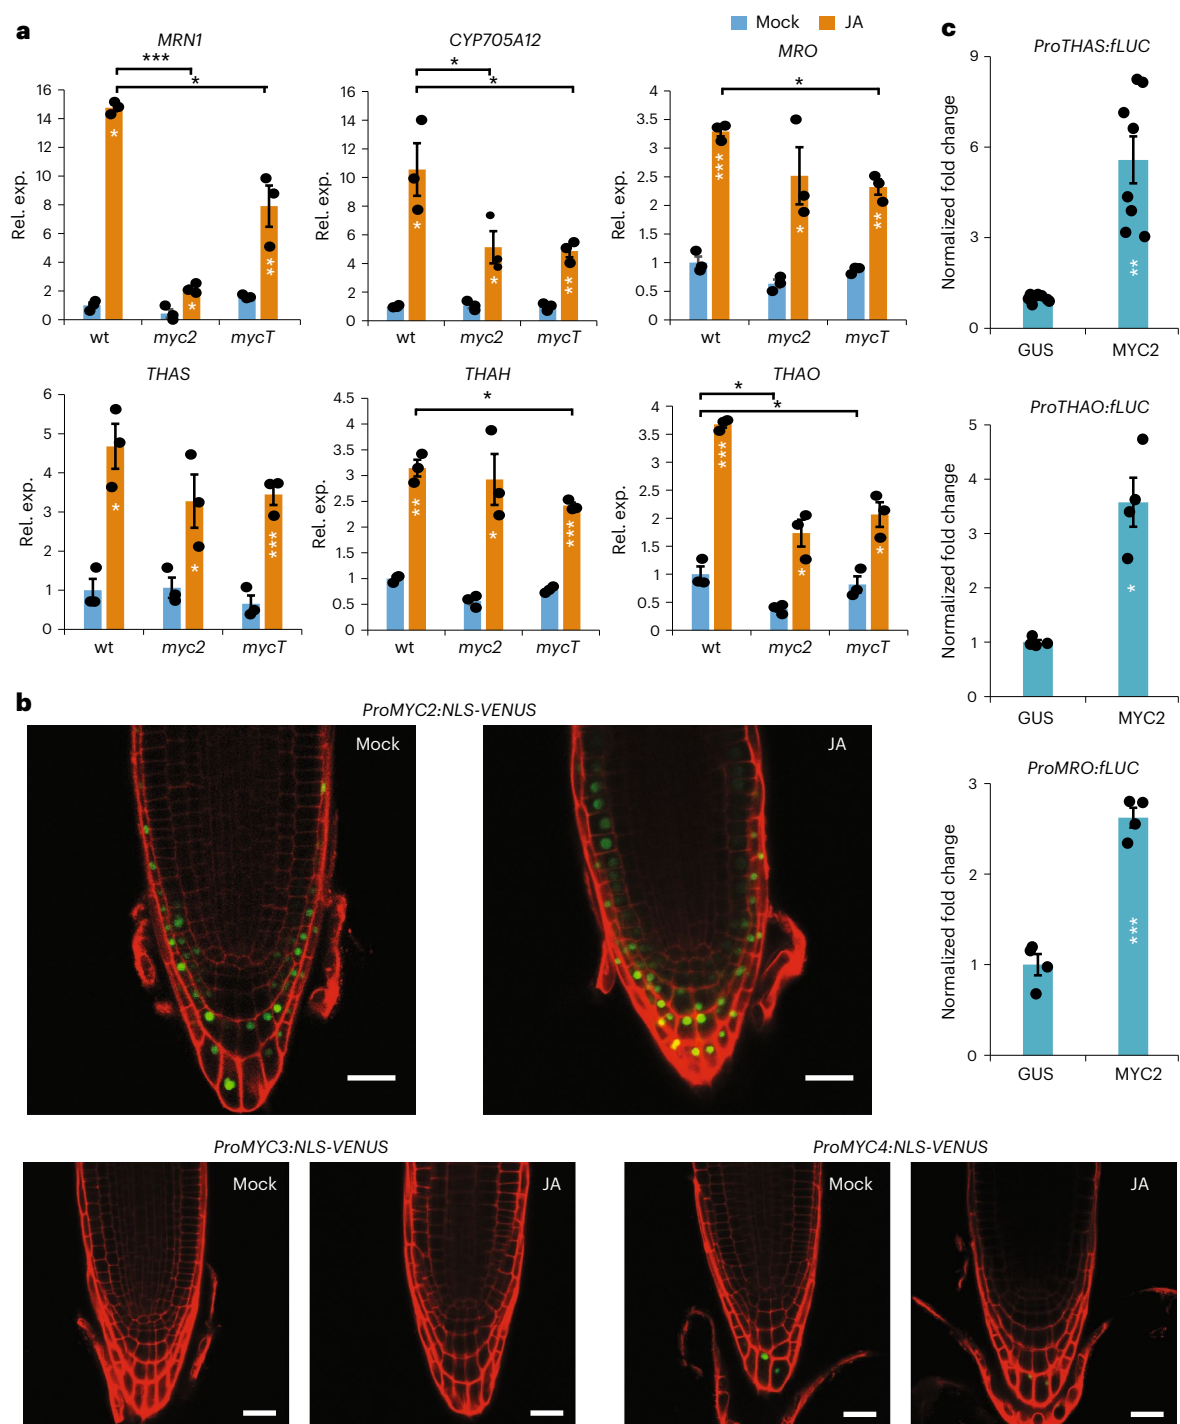 a
Mock
JA
c
MRN1
CYP705A12
MRO
ProTHAS:fLUC
***
*
*
*
*
Rel. exp.
16
14
12
10
8
6
4
2
0
*
*
**
wt
myc2
mycT
Rel. exp.
16
14
12
10
8
6
4
2
0
*
*
**
wt
myc2
mycT
Rel. exp.
4
3.5
3
2.5
2
1.5
1
0.5
0
***
*
**
wt
myc2
mycT
Normalized fold change
9
6
3
0
**
GUS
MYC2
THAS
THAH
THAO
ProTHAO:fLUC
*
*
*
Rel. exp.
6
5
4
3
2
1
0
*
*
***
wt
myc2
mycT
Rel. exp.
4.5
4
3.5
3
2.5
2
1.5
1
0.5
0
**
*
***
wt
myc2
mycT
Rel. exp.
4
3.5
3
2.5
2
1.5
1
0.5
0
***
*
*
wt
myc2
mycT
Normalized fold change
5
4
3
2
1
0
*
GUS
MYC2
b
ProMYC2:NLS-VENUS
Mock
JA
ProMRO:fLUC
Normalized fold change
3
2
1
0
***
GUS
MYC2
ProMYC3:NLS-VENUS
ProMYC4:NLS-VENUS
Mock
JA
Mock
JA